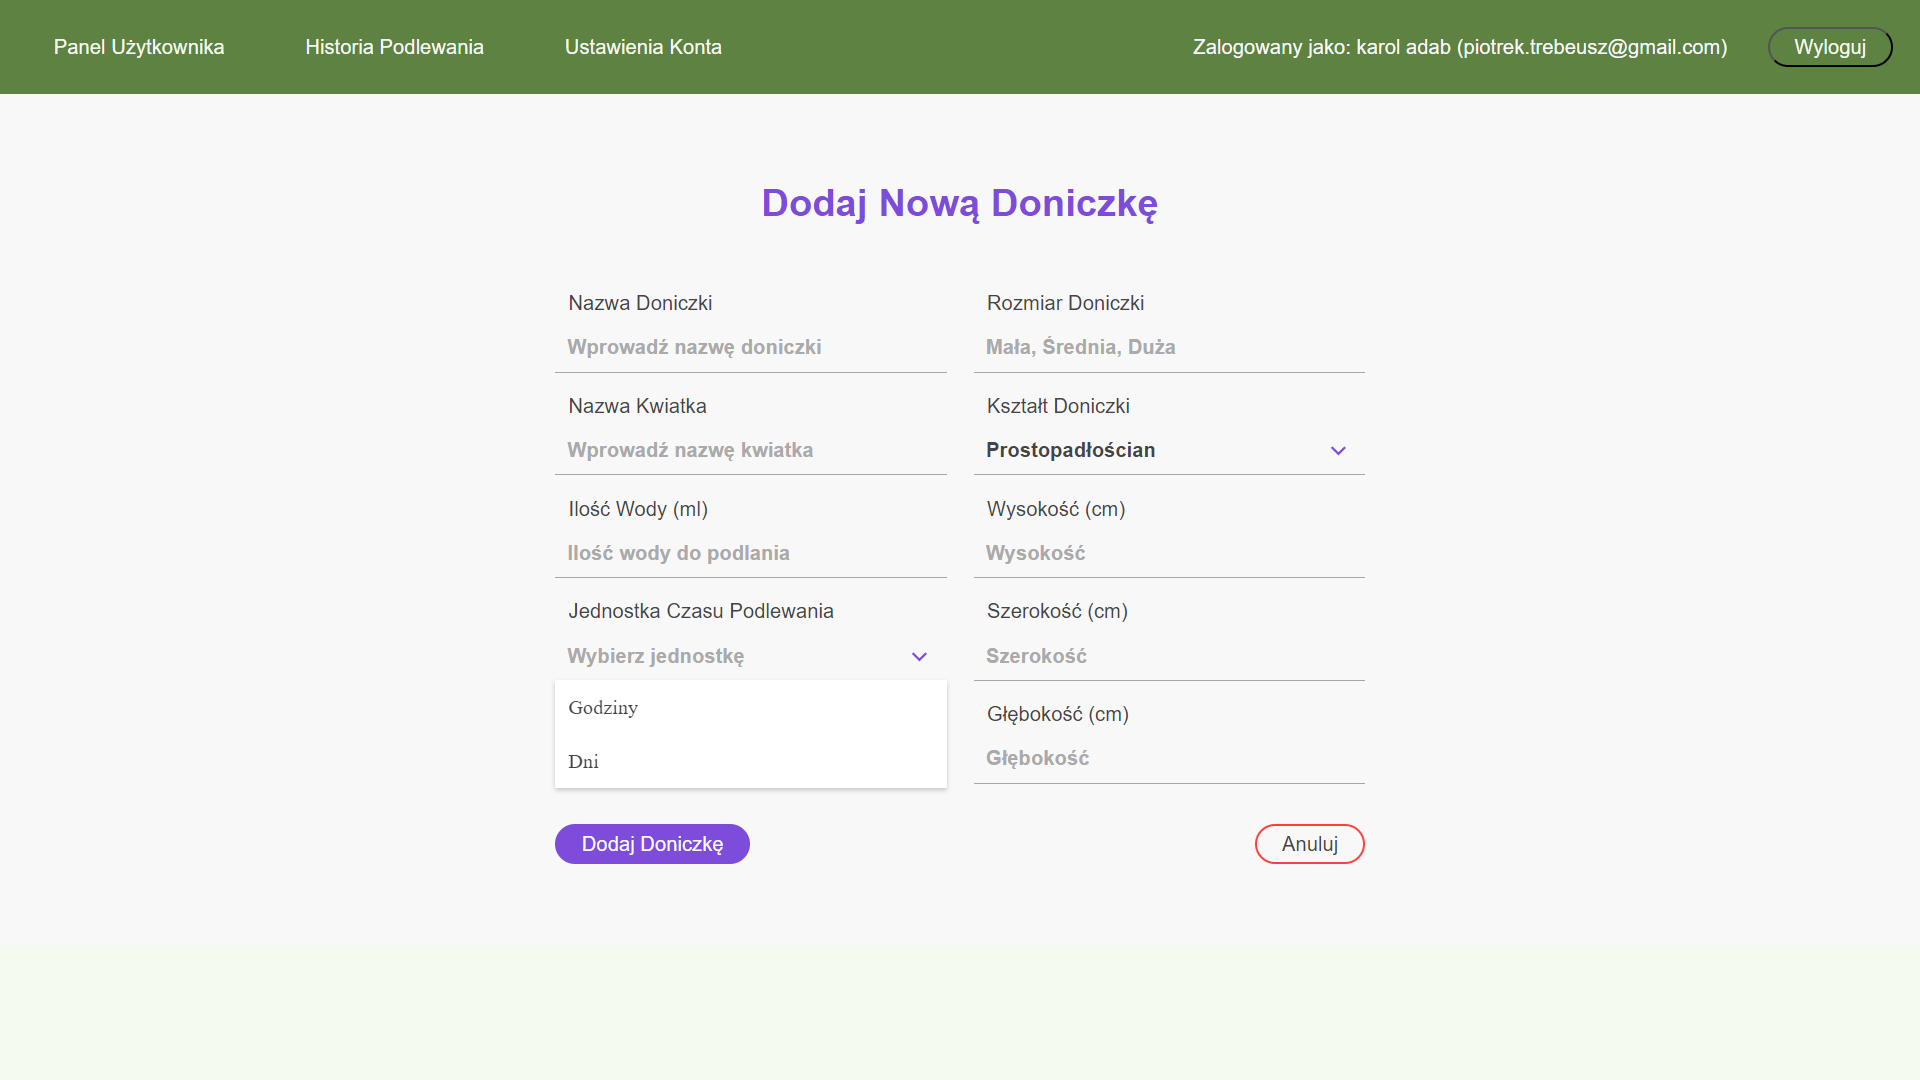 Panel Użytkownika
Historia Podlewania
Ustawienia Konta
Zalogowany jako: karol adab (piotrek.trebeusz@gmail.com)
Wyloguj
Dodaj Nową Doniczkę
Nazwa Doniczki
Wprowadź nazwę doniczki
Nazwa Kwiatka
Wprowadź nazwę kwiatka
Ilość Wody (ml)
Ilość wody do podlania
Jednostka Czasu Podlewania
Wybierz jednostkę
Godziny
Dni
Rozmiar Doniczki
Mała, Średnia, Duża
Kształt Doniczki
Prostopadłościan
Wysokość (cm)
Wysokość
Szerokość (cm)
Szerokość
Głębokość (cm)
Głębokość
Dodaj Doniczkę
Anuluj